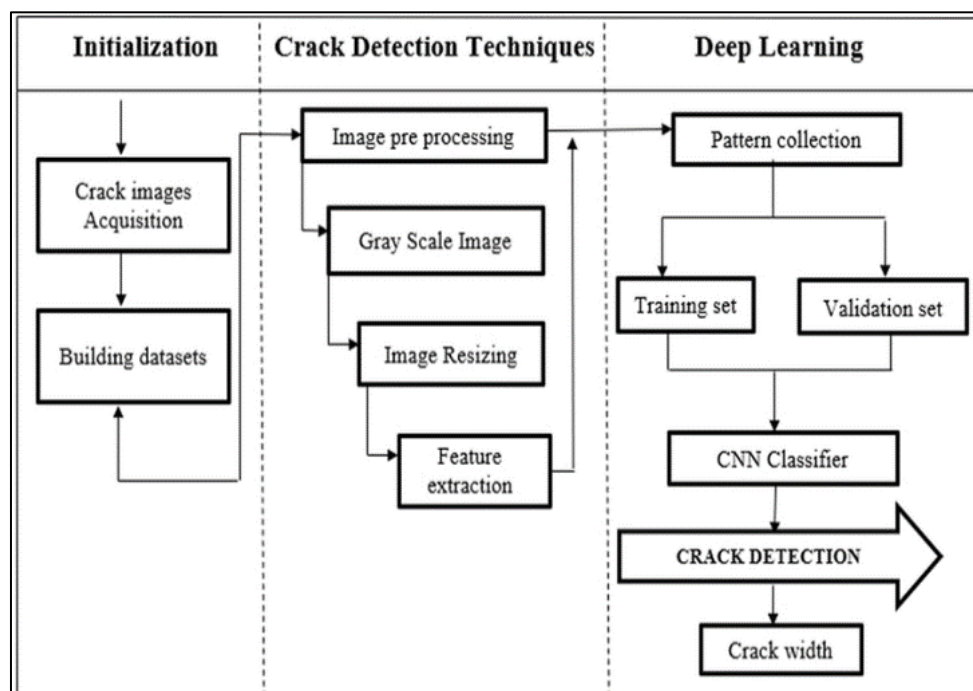 Initialization
Crack Detection Techniques
Deep Learning
Crack images
Acquisition
Building datasets
Image pre processing
Gray Scale Image
Image Resizing
Feature
extraction
Pattern collection
Training set
Validation set
CNN Classifier
CRACK DETECTION
Crack width